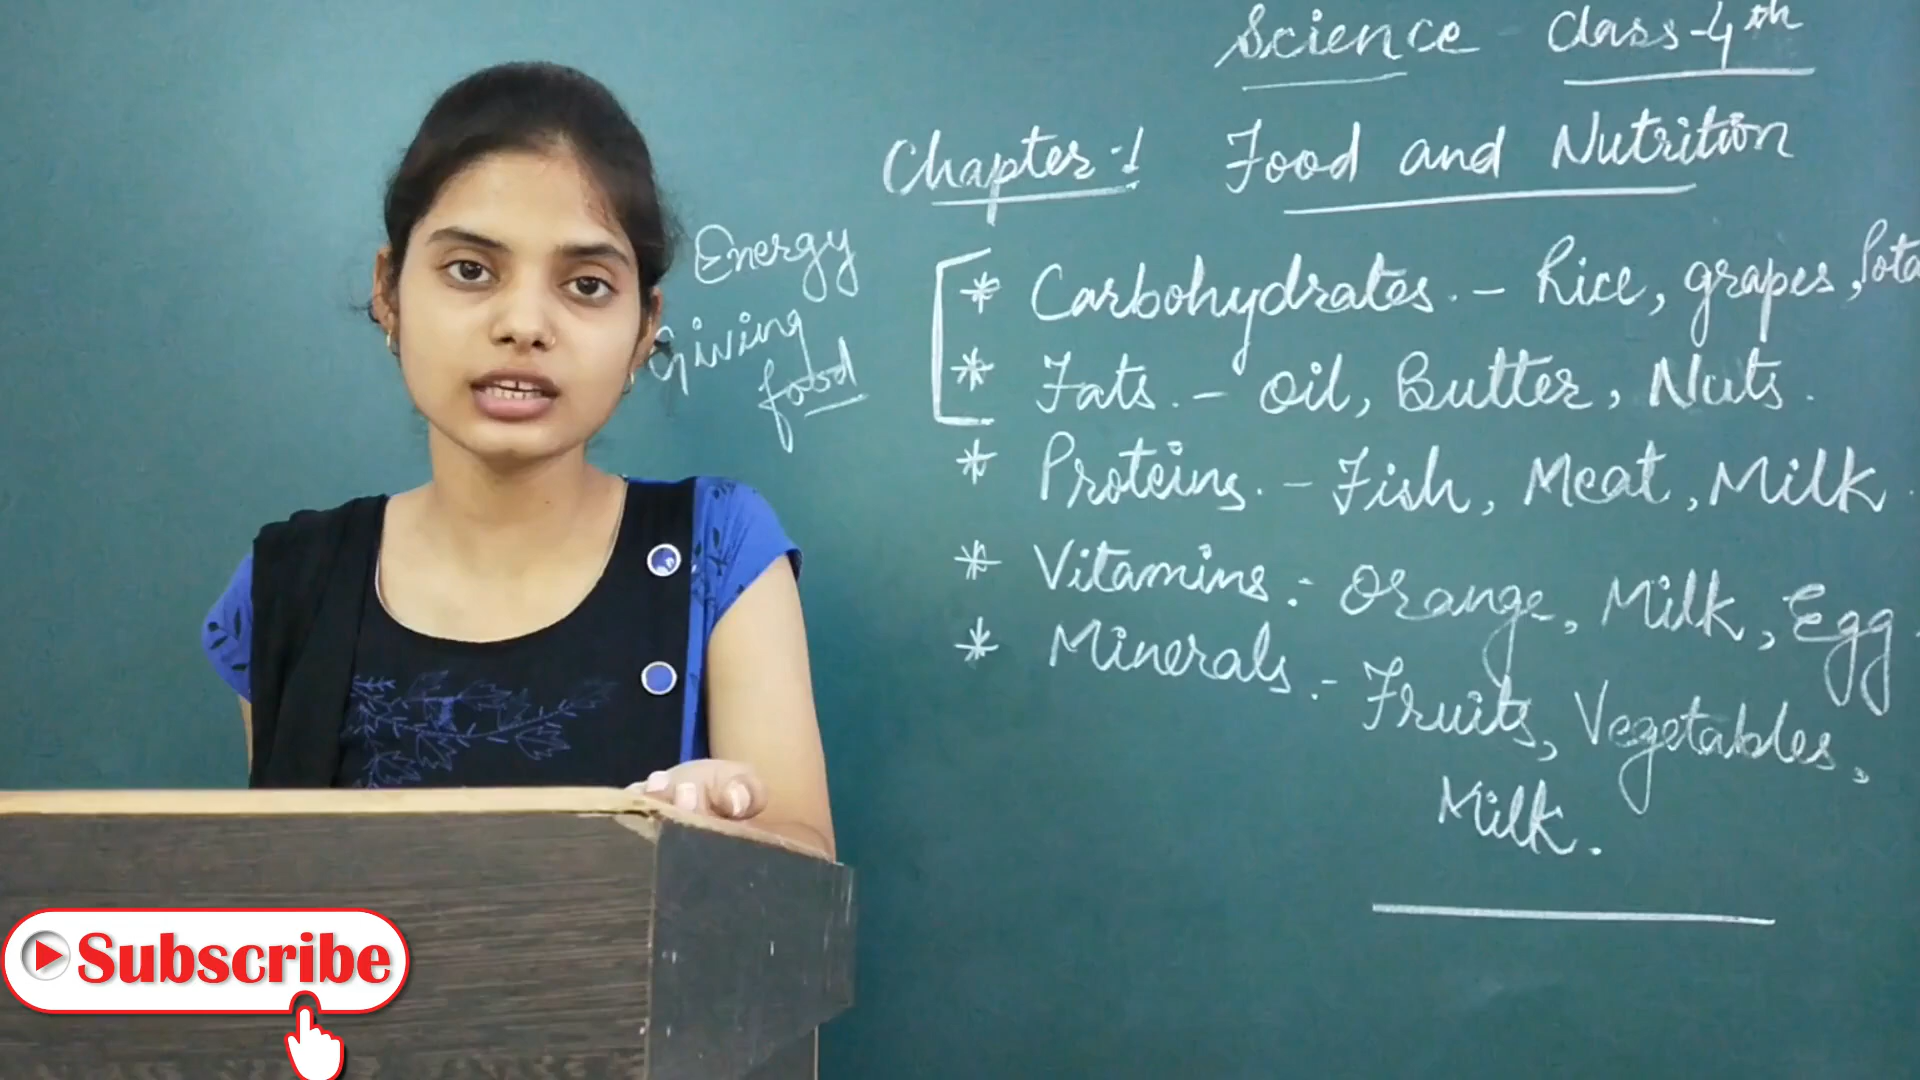 Science - Class-4th
Chapter-1 Food and Nutrition
Energy
Giving
food
* Carbohydrates. - Rice, grapes, Pota
* Fats. - Oil, Butter, Nuts.
* Proteins. - Fish, Meat, Milk.
* Vitamins: - Orange, Milk, Egg.
* Minerals. - Fruits, Vegetables,
Milk.
Subscribe